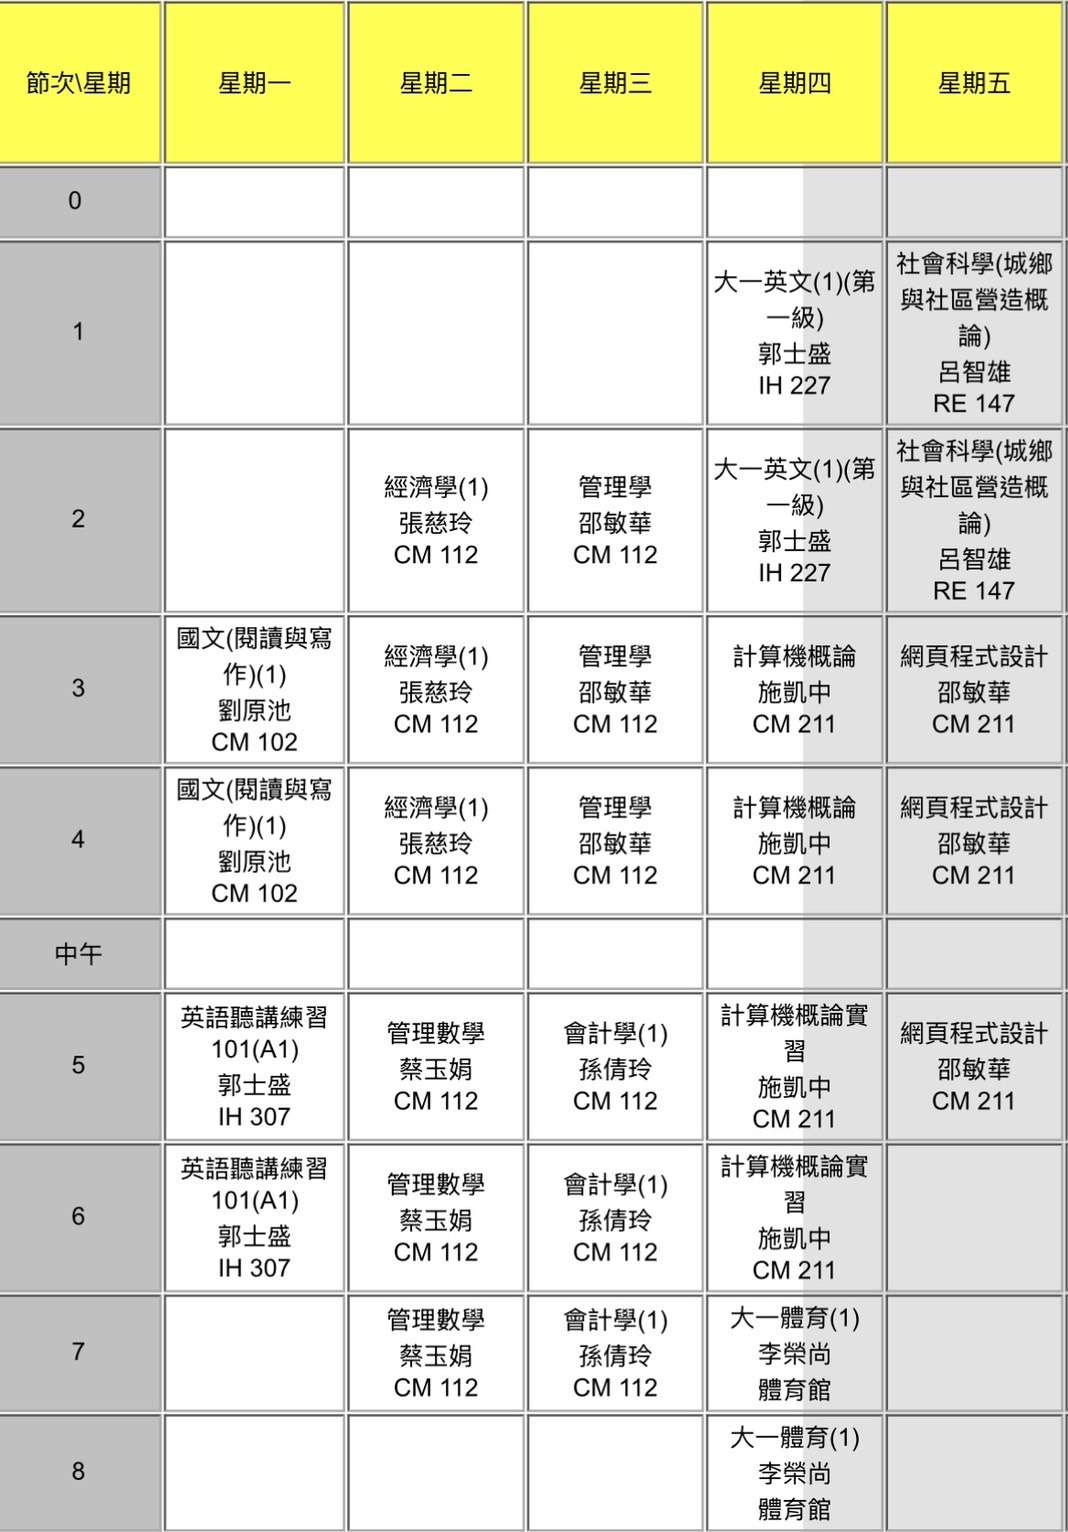 節次\星期 星期一 星期二 星期三 星期四 星期五
0
1
大一英文(1)(第
一級)
郭士盛
IH 227
社會科學(城鄉
與社區營造概
論)
呂智雄
RE 147
2
經濟學(1)
張慈玲
CM 112
管理學
邵敏華
CM 112
大一英文(1)(第
一級)
郭士盛
IH 227
社會科學(城鄉
與社區營造概
論)
呂智雄
RE 147
3
國文(閱讀與寫
作)(1)
劉原池
CM 102
經濟學(1)
張慈玲
CM 112
管理學
邵敏華
CM 112
計算機概論
施凱中
CM 211
網頁程式設計
邵敏華
CM 211
4
國文(閱讀與寫
作)(1)
劉原池
CM 102
經濟學(1)
張慈玲
CM 112
管理學
邵敏華
CM 112
計算機概論
施凱中
CM 211
網頁程式設計
邵敏華
CM 211
中午
5
英語聽講練習
101(A1)
郭士盛
IH 307
管理數學
蔡玉娟
CM 112
會計學(1)
孫倩玲
CM 112
計算機概論實
習
施凱中
CM 211
網頁程式設計
邵敏華
CM 211
6
英語聽講練習
101(A1)
郭士盛
IH 307
管理數學
蔡玉娟
CM 112
會計學(1)
孫倩玲
CM 112
計算機概論實
習
施凱中
CM 211
7
管理數學
蔡玉娟
CM 112
會計學(1)
孫倩玲
CM 112
大一體育(1)
李榮尚
體育館
8
大一體育(1)
李榮尚
體育館